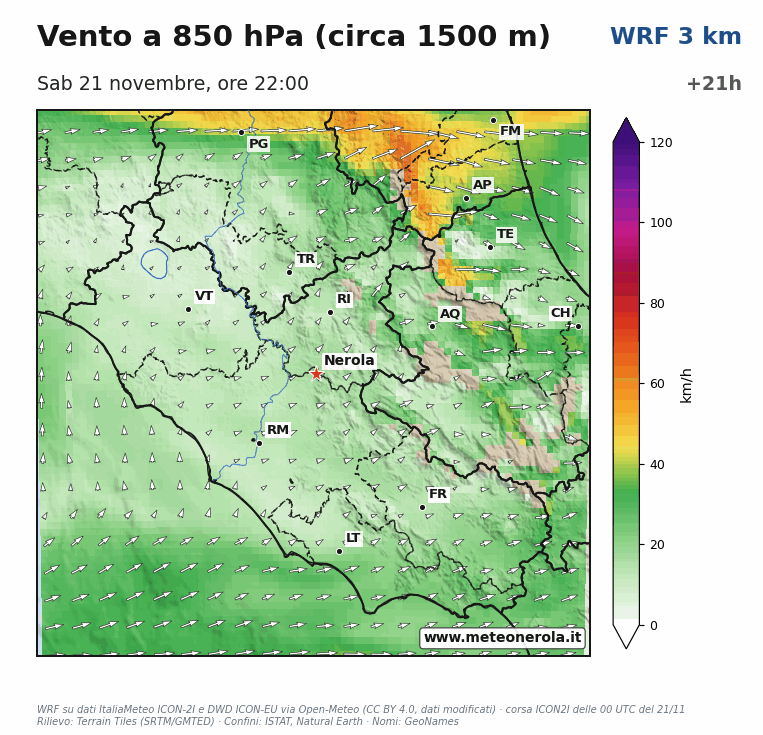 Vento a 850 hPa (circa 1500 m)
WRF 3 km
Sab 21 novembre, ore 22:00
+21h
FM
PG
AP
TE
TR
RI
VT
AQ
CH
Nerola
RM
FR
LT
www.meteonerola.it
120
100
80
60
40
20
0
km/h
WRF su dati ItaliaMeteo ICON-2I e DWD ICON-EU via Open-Meteo (CC BY 4.0, dati modificati) · corsa ICON2I delle 00 UTC del 21/11
Rilievo: Terrain Tiles (SRTM/GMTED) · Confini: ISTAT, Natural Earth · Nomi: GeoNames